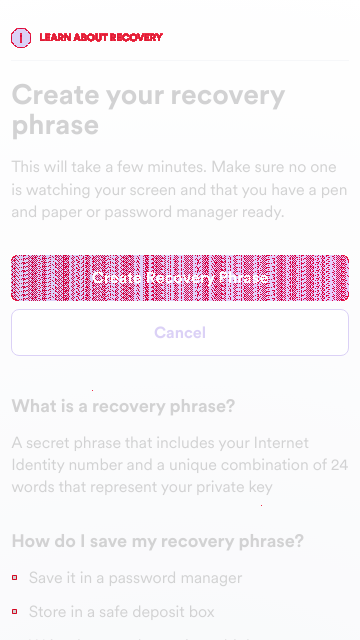 LEARN ABOUT RECOVERY
Create your recovery
phrase
This will take a few minutes. Make sure no one
is watching your screen and that you have a pen
and paper or password manager ready.
Create Recovery Phrase
Cancel
What is a recovery phrase?
A secret phrase that includes your Internet
Identity number and a unique combination of 24
words that represent your private key
How do I save my recovery phrase?
Save it in a password manager
Store in a safe deposit box